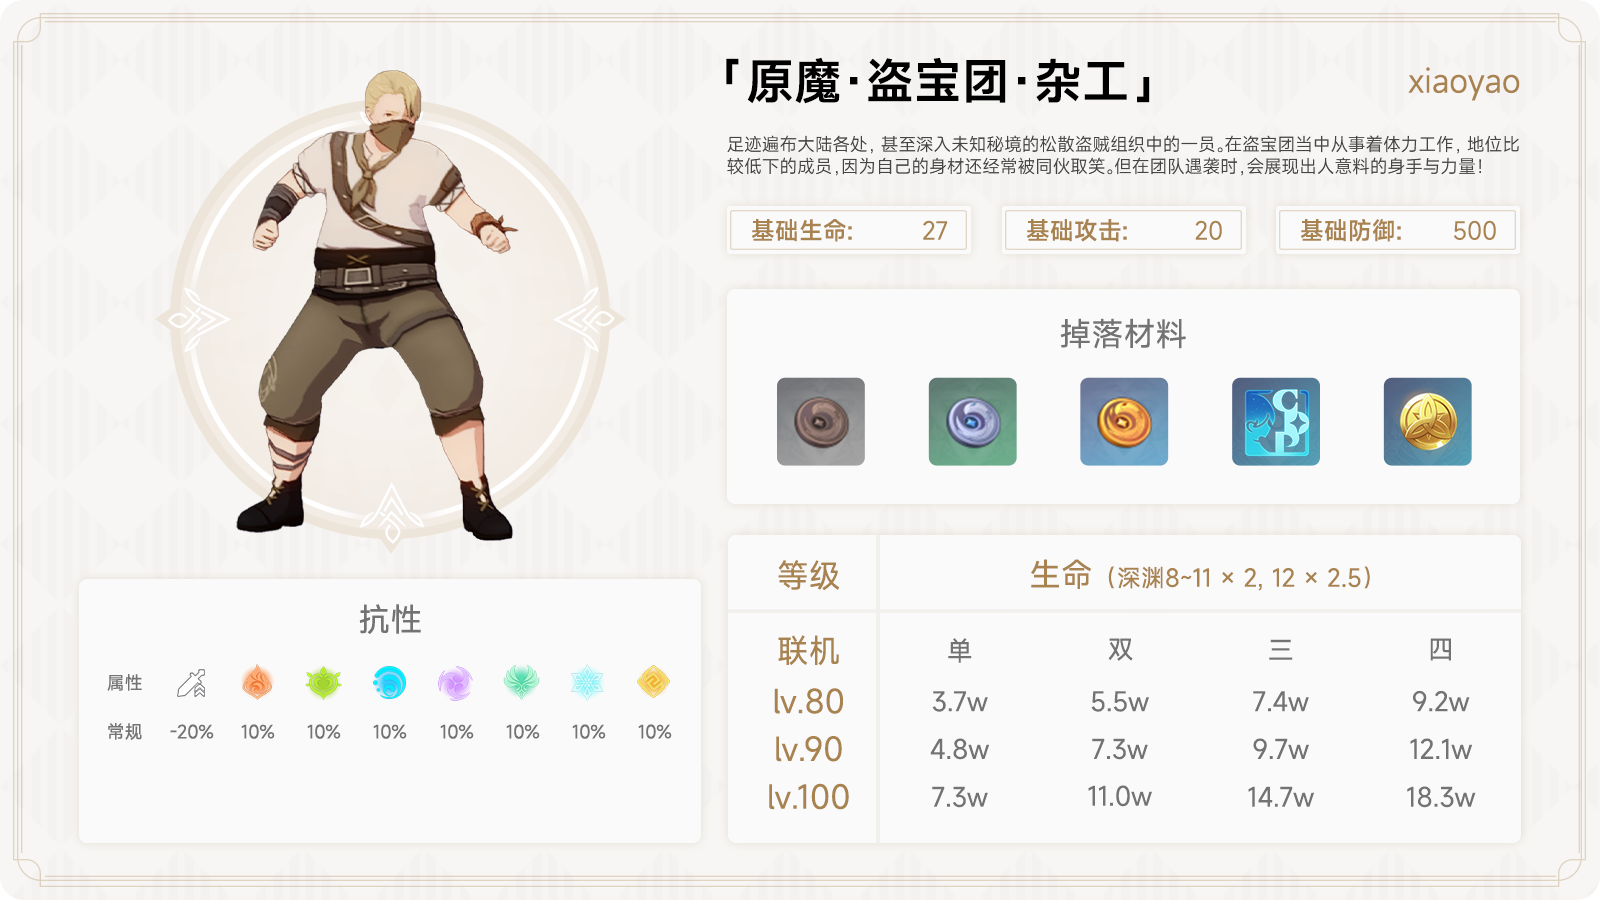 「原魔·盗宝团·杂工」
xiaoyao
足迹遍布大陆各处, 甚至深入未知秘境的松散盗贼组织中的一员。在盗宝团当中从事着体力工作, 地位比
较低下的成员,因为自己的身材还经常被同伙取笑。但在团队遇袭时,会展现出人意料的身手与力量!
基础生命: 27 基础攻击: 20 基础防御: 500
掉落材料
抗性
属性
常规 -20% 10% 10% 10% 10% 10% 10% 10%
等级 生命 (深渊8~11 × 2, 12 × 2.5)
联机 单 双 三 四
lv.80 3.7w 5.5w 7.4w 9.2w
lv.90 4.8w 7.3w 9.7w 12.1w
lv.100 7.3w 11.0w 14.7w 18.3w